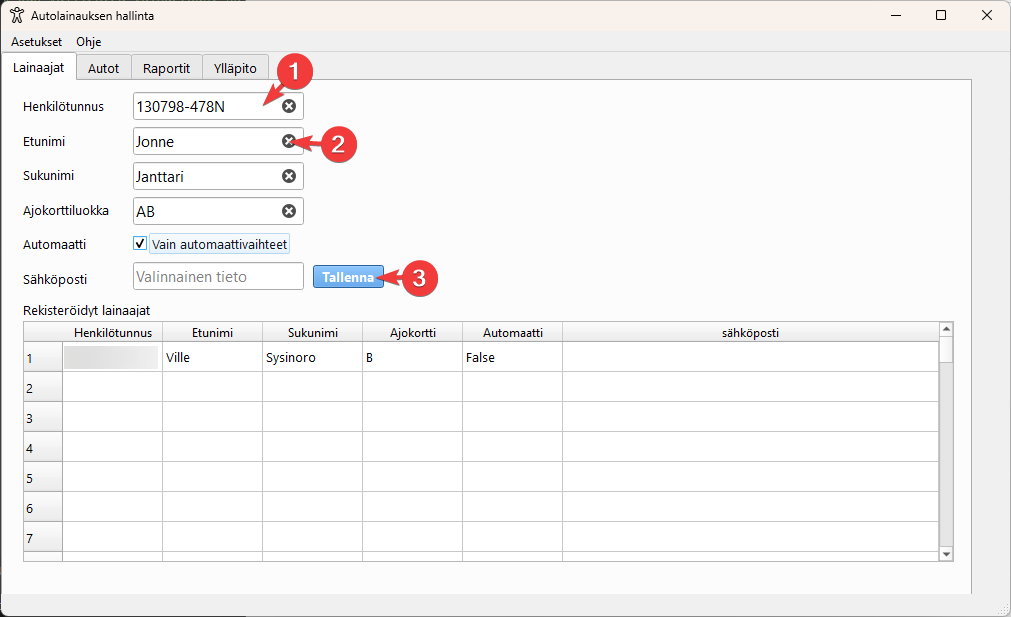 Autolainauksen hallinta
Asetukset Ohje
Lainaajat Autot Raportit Ylläpito
1
Henkilötunnus 130798-478N
Etunimi Jonne 2
Sukunimi Janttari
Ajokorttiluokka AB
Automaatti Vain automaattivaihteet
Sähköposti Valinnainen tieto Tallenna 3
Rekisteröidyt lainaajat
Henkilötunnus Etunimi Sukunimi Ajokortti Automaatti sähköposti
1 Ville Sysinoro B False
2
3
4
5
6
7